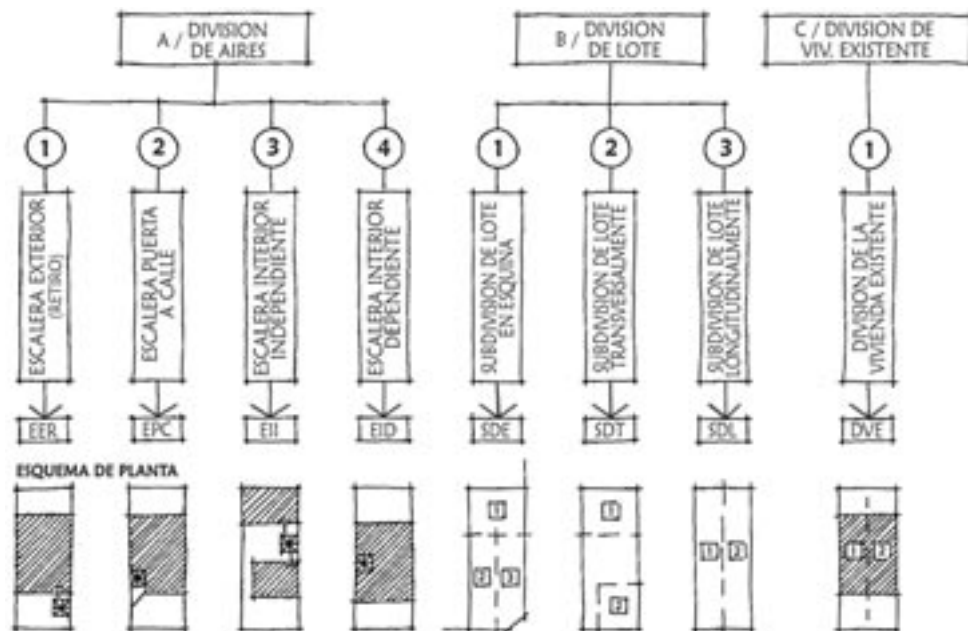 A / DIVISION
DE AIRES
B / DIVISION
DE LOTE
C / DIVISION DE
VIV. EXISTENTE
1
2
3
4
1
2
3
1
ESCALERA EXTERIOR
(RETIRO)
ESCALERA PUERTA
A CALLE
ESCALERA INTERIOR
INDEPENDIENTE
ESCALERA INTERIOR
DEPENDIENTE
SUBDIVISION DE LOTE
EN ESQUINA
SUBDIVISION DE LOTE
TRANSVERSALMENTE
SUBDIVISION DE LOTE
LONGITUDINALMENTE
DIVISION DE LA
VIVIENDA EXISTENTE
EER
EPC
EII
EID
SDE
SDT
SDL
DVE
ESQUEMA DE PLANTA
1
2 3
1
2
1 2
1 2